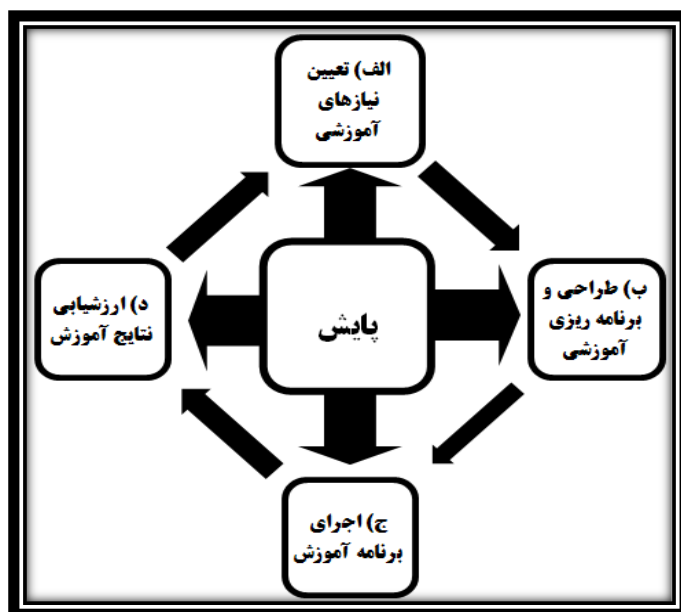 الف) تعیین
نیازهای
آموزشی
ب) طراحی و
برنامه ریزی
آموزشی
پایش
د) ارزشیابی
نتایج آموزش
ج) اجرای
برنامه آموزش